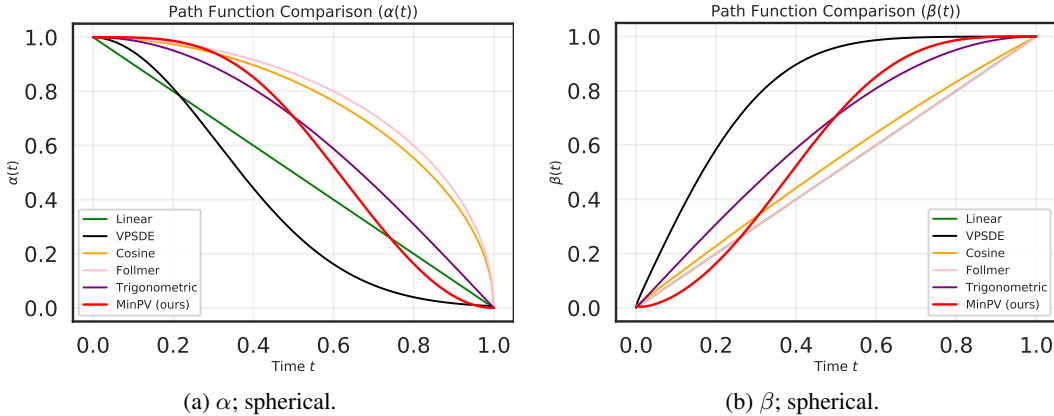 Path Function Comparison (α(t))
1.0
0.8
0.6
0.4
0.2
0.0
α(t)
Linear
VPSDE
Cosine
Follmer
Trigonometric
MinPV (ours)
0.0 0.2 0.4 0.6 0.8 1.0
Time t
(a) α; spherical.
Path Function Comparison (β(t))
1.0
0.8
0.6
0.4
0.2
0.0
β(t)
Linear
VPSDE
Cosine
Follmer
Trigonometric
MinPV (ours)
0.0 0.2 0.4 0.6 0.8 1.0
Time t
(b) β; spherical.